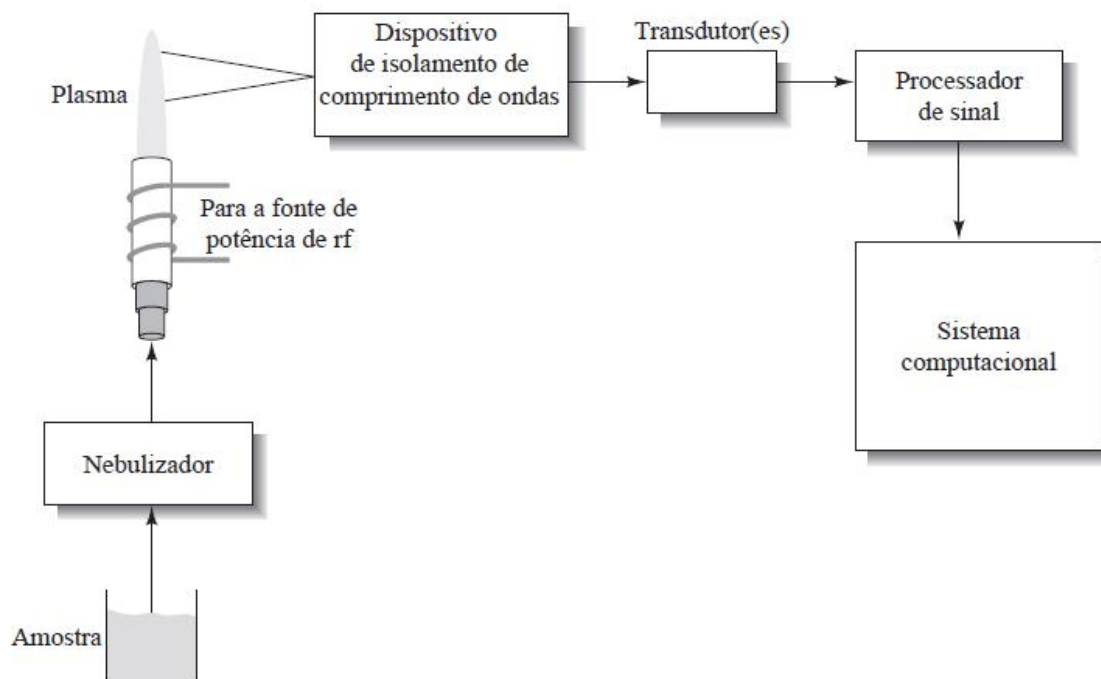 Plasma
Dispositivo
de isolamento de
comprimento de ondas
Transdutor(es)
Processador
de sinal
Para a fonte de
potência de rf
Sistema
computacional
Nebulizador
Amostra